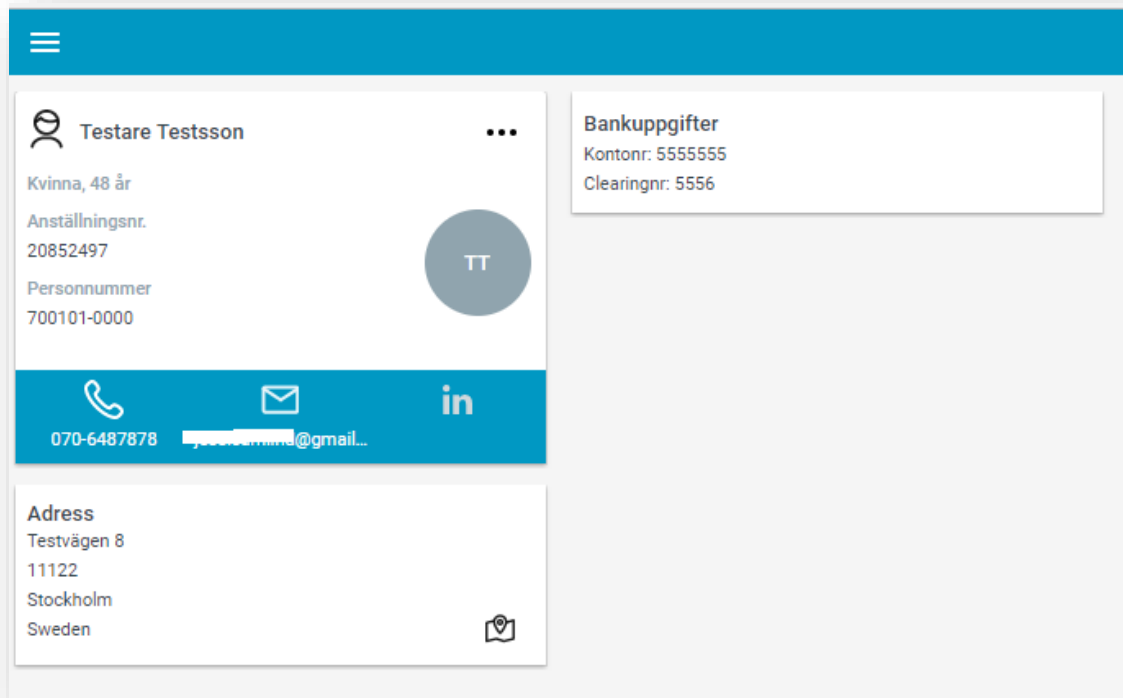 Testare Testsson
Kvinna, 48 år
Anställningsnr.
20852497
TT
Personnummer
700101-0000
in
070-6487878
@gmail...
Adress
Testvägen 8
11122
Stockholm
Sweden
Bankuppgifter
Kontonr: 5555555
Clearingnr: 5556